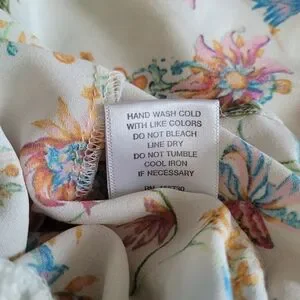 HAND WASH COLD
WITH LIKE COLORS
DO NOT BLEACH
LINE DRY
DO NOT TUMBLE
COOL IRON
IF NECESSARY